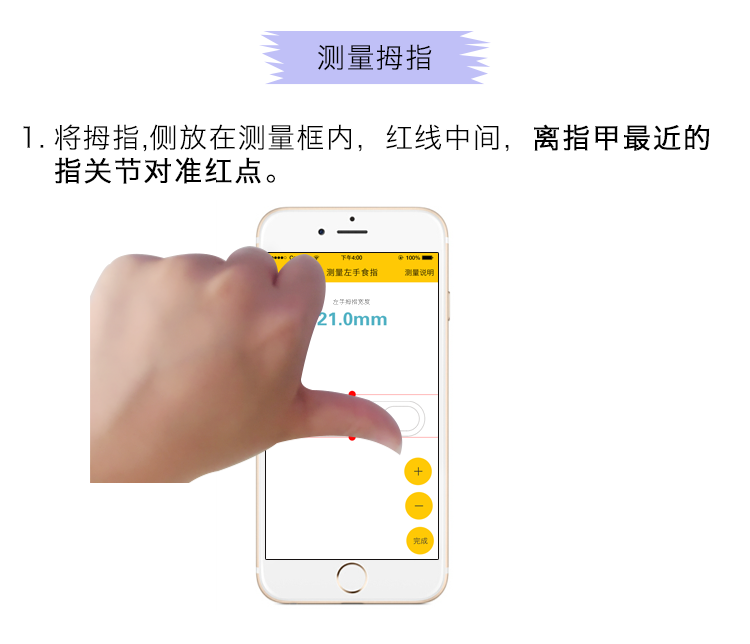 测量拇指
1. 将拇指,侧放在测量框内，红线中间，离指甲最近的
指关节对准红点。
下午4:00
100%
测量左手食指
测量说明
左手拇指宽度
21.0mm
+
−
完成